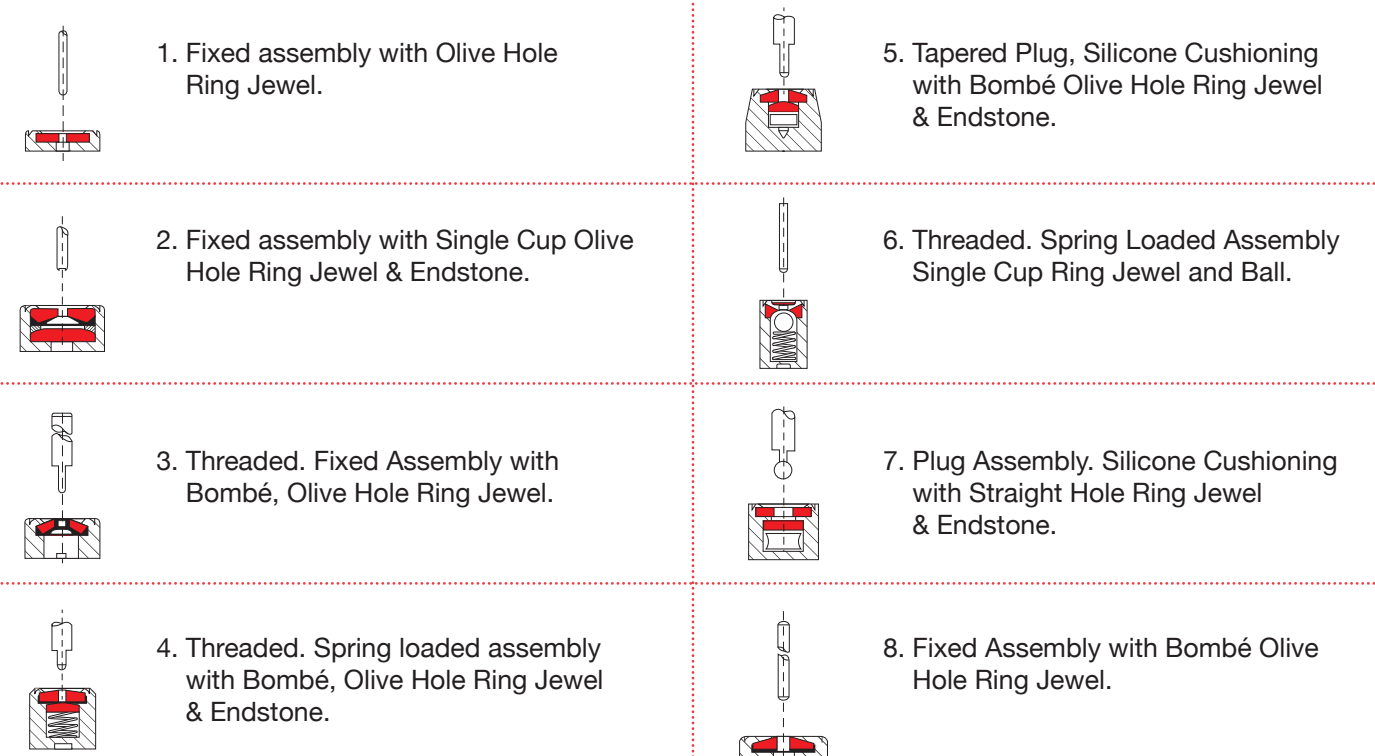 1. Fixed assembly with Olive Hole
Ring Jewel.
2. Fixed assembly with Single Cup Olive
Hole Ring Jewel & Endstone.
3. Threaded. Fixed Assembly with
Bombé, Olive Hole Ring Jewel.
4. Threaded. Spring loaded assembly
with Bombé, Olive Hole Ring Jewel
& Endstone.
5. Tapered Plug, Silicone Cushioning
with Bombé Olive Hole Ring Jewel
& Endstone.
6. Threaded. Spring Loaded Assembly
Single Cup Ring Jewel and Ball.
7. Plug Assembly. Silicone Cushioning
with Straight Hole Ring Jewel
& Endstone.
8. Fixed Assembly with Bombé Olive
Hole Ring Jewel.